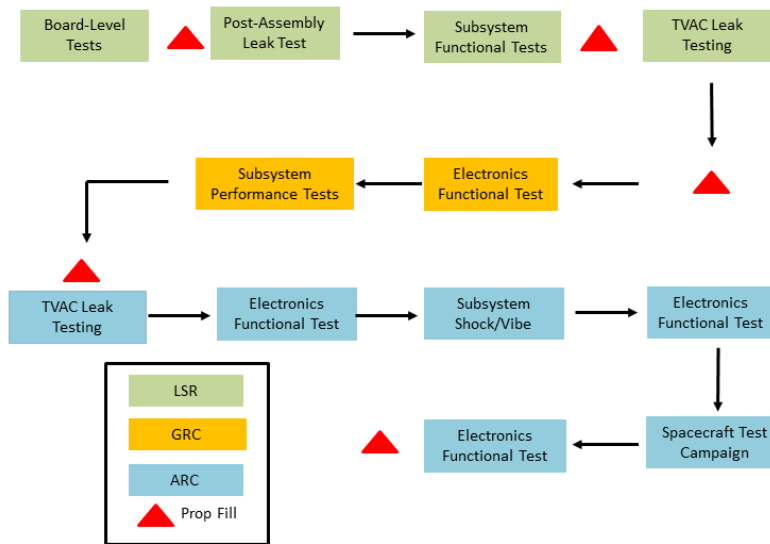 Board-Level
Tests
Post-Assembly
Leak Test
Subsystem
Functional Tests
TVAC Leak
Testing
Subsystem
Performance Tests
Electronics
Functional Test
TVAC Leak
Testing
Electronics
Functional Test
Subsystem
Shock/Vibe
Electronics
Functional Test
LSR
GRC
ARC
Prop Fill
Electronics
Functional Test
Spacecraft Test
Campaign